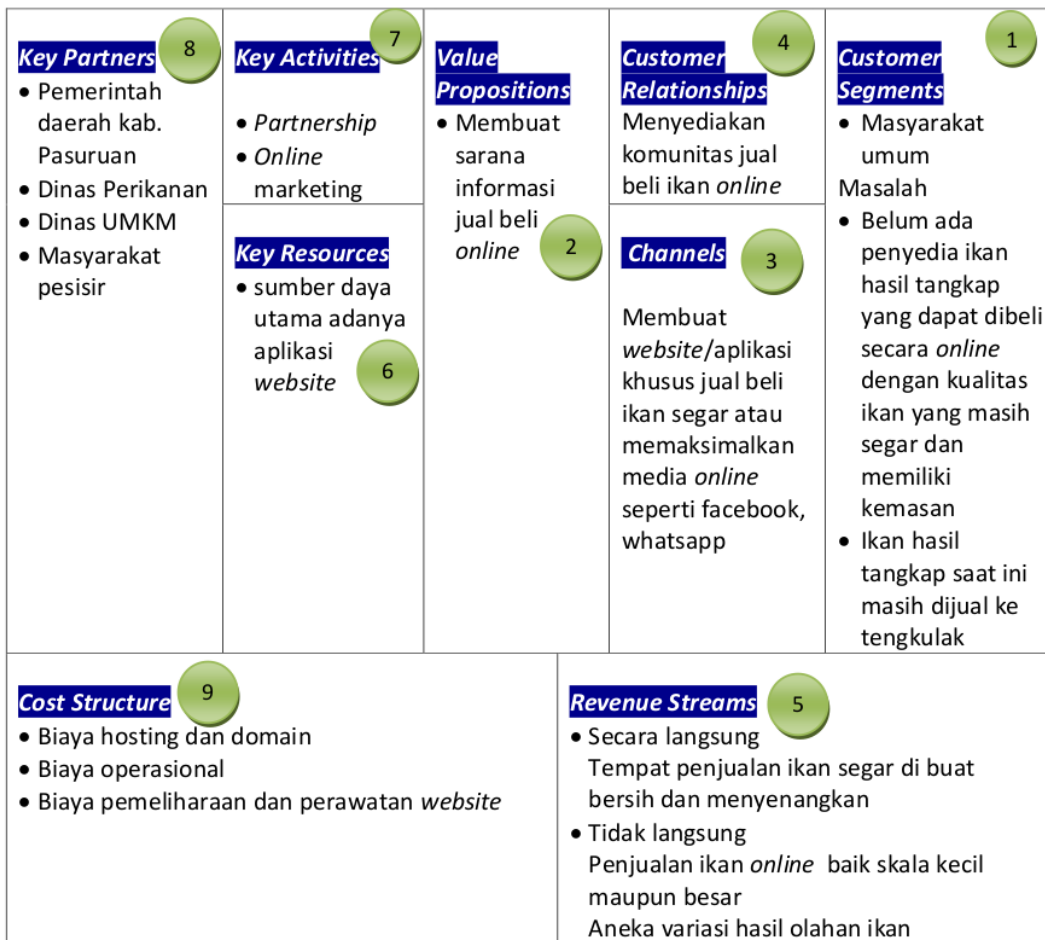 Key Partners
8
• Pemerintah
daerah kab.
Pasuruan
• Dinas Perikanan
• Dinas UMKM
• Masyarakat
pesisir
Key Activities
7
• Partnership
• Online
marketing
Key Resources
• sumber daya
utama adanya
aplikasi
website
6
Value
Propositions
• Membuat
sarana
informasi
jual beli
online
2
Customer
Relationships
4
Menyediakan
komunitas jual
beli ikan online
Channels
3
Membuat
website/aplikasi
khusus jual beli
ikan segar atau
memaksimalkan
media online
seperti facebook,
whatsapp
Customer
Segments
1
• Masyarakat
umum
Masalah
• Belum ada
penyedia ikan
hasil tangkap
yang dapat dibeli
secara online
dengan kualitas
ikan yang masih
segar dan
memiliki
kemasan
• Ikan hasil
tangkap saat ini
masih dijual ke
tengkulak
Cost Structure
9
• Biaya hosting dan domain
• Biaya operasional
• Biaya pemeliharaan dan perawatan website
Revenue Streams
5
• Secara langsung
Tempat penjualan ikan segar di buat
bersih dan menyenangkan
• Tidak langsung
Penjualan ikan online baik skala kecil
maupun besar
Aneka variasi hasil olahan ikan